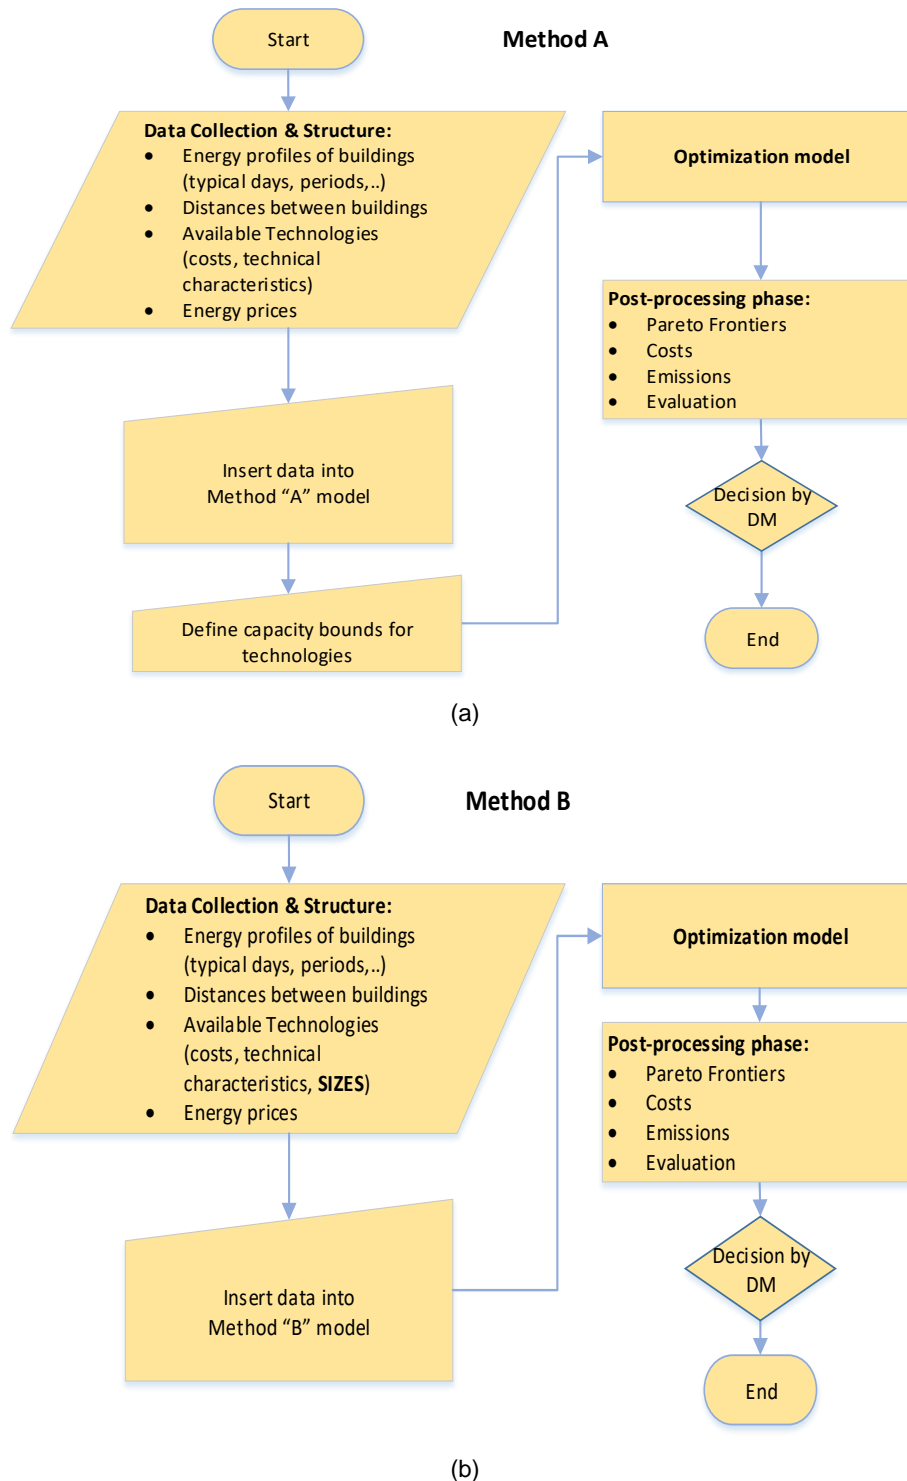 Start
Method A
Data Collection & Structure:
• Energy profiles of buildings
(typical days, periods,..)
• Distances between buildings
• Available Technologies
(costs, technical
characteristics)
• Energy prices
Insert data into
Method “A” model
Define capacity bounds for
technologies
Optimization model
Post-processing phase:
• Pareto Frontiers
• Costs
• Emissions
• Evaluation
Decision by
DM
End
(a)
Start
Method B
Data Collection & Structure:
• Energy profiles of buildings
(typical days, periods,..)
• Distances between buildings
• Available Technologies
(costs, technical
characteristics, SIZES)
• Energy prices
Insert data into
Method “B” model
Optimization model
Post-processing phase:
• Pareto Frontiers
• Costs
• Emissions
• Evaluation
Decision by
DM
End
(b)